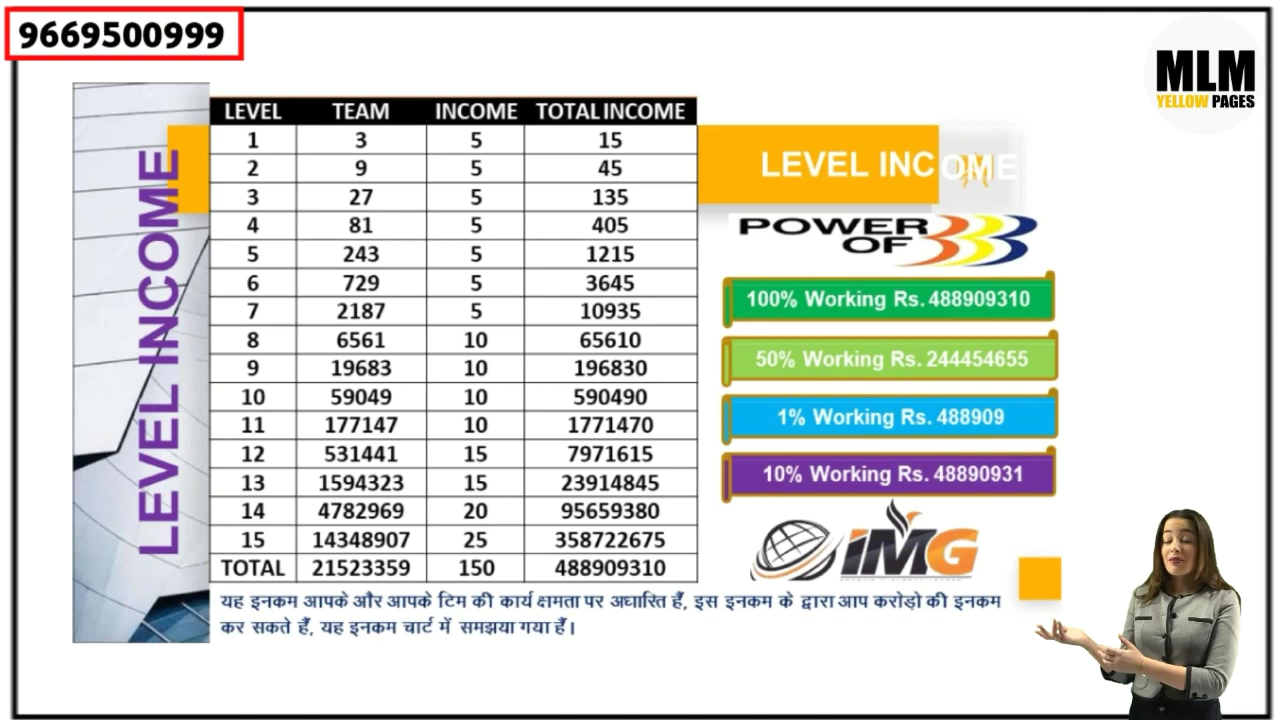 9669500999
MLM
YELLOW PAGES
LEVEL INCOME
LEVEL TEAM INCOME TOTAL INCOME
1 3 5 15
2 9 5 45
3 27 5 135
4 81 5 405
5 243 5 1215
6 729 5 3645
7 2187 5 10935
8 6561 10 65610
9 19683 10 196830
10 59049 10 590490
11 177147 10 1771470
12 531441 15 7971615
13 1594323 15 23914845
14 4782969 20 95659380
15 14348907 25 358722675
TOTAL 21523359 150 488909310
LEVEL INCOME
POWER
OF 333
100% Working Rs. 488909310
50% Working Rs. 244454655
1% Working Rs. 488909
10% Working Rs. 48890931
IMG
यह इनकम आपके और आपके टिम की कार्य क्षमता पर अधारित हैं, इस इनकम के द्वारा आप करोड़ो की इनकम
कर सकते हैं, यह इनकम चार्ट में समझया गया हैं।